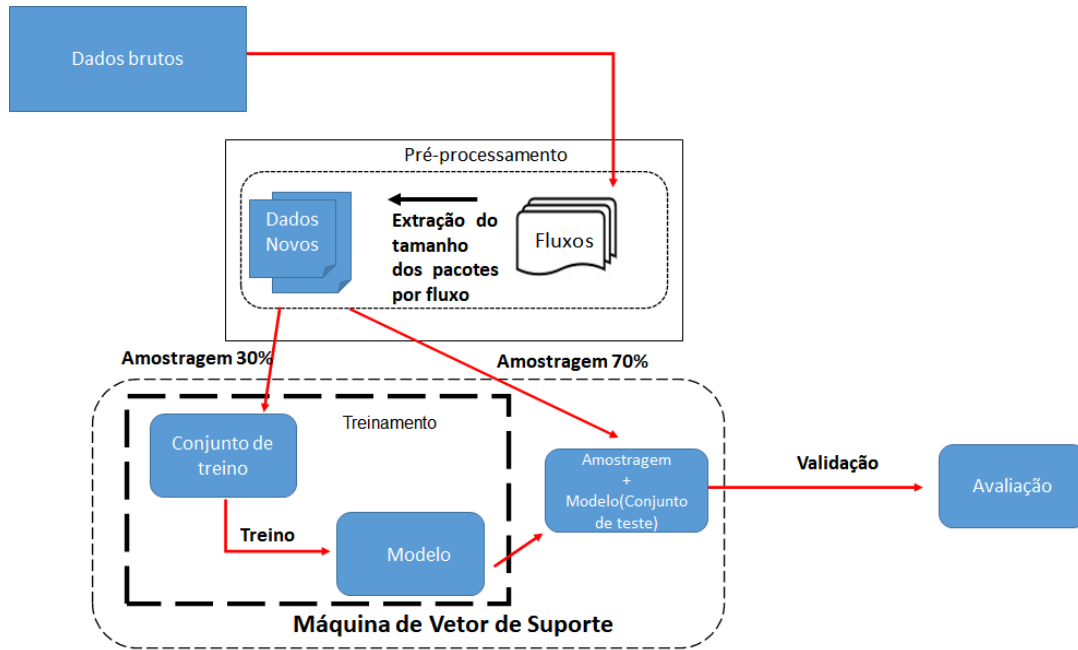 Dados brutos
Pré-processamento
Dados
Novos
Extração do
tamanho
dos pacotes
por fluxo
Fluxos
Amostragem 30%
Amostragem 70%
Treinamento
Conjunto de
treino
Treino
Modelo
Amostragem
+
Modelo(Conjunto
de teste)
Validação
Avaliação
Máquina de Vetor de Suporte